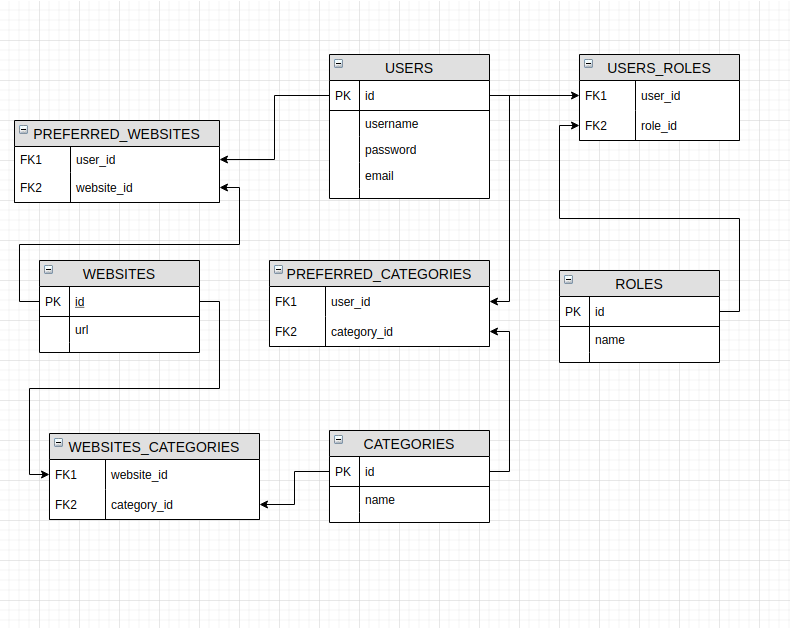 USERS
PK id
username
password
email
USERS_ROLES
FK1 user_id
FK2 role_id
PREFERRED_WEBSITES
FK1 user_id
FK2 website_id
WEBSITES
PK id
url
PREFERRED_CATEGORIES
FK1 user_id
FK2 category_id
ROLES
PK id
name
WEBSITES_CATEGORIES
FK1 website_id
FK2 category_id
CATEGORIES
PK id
name